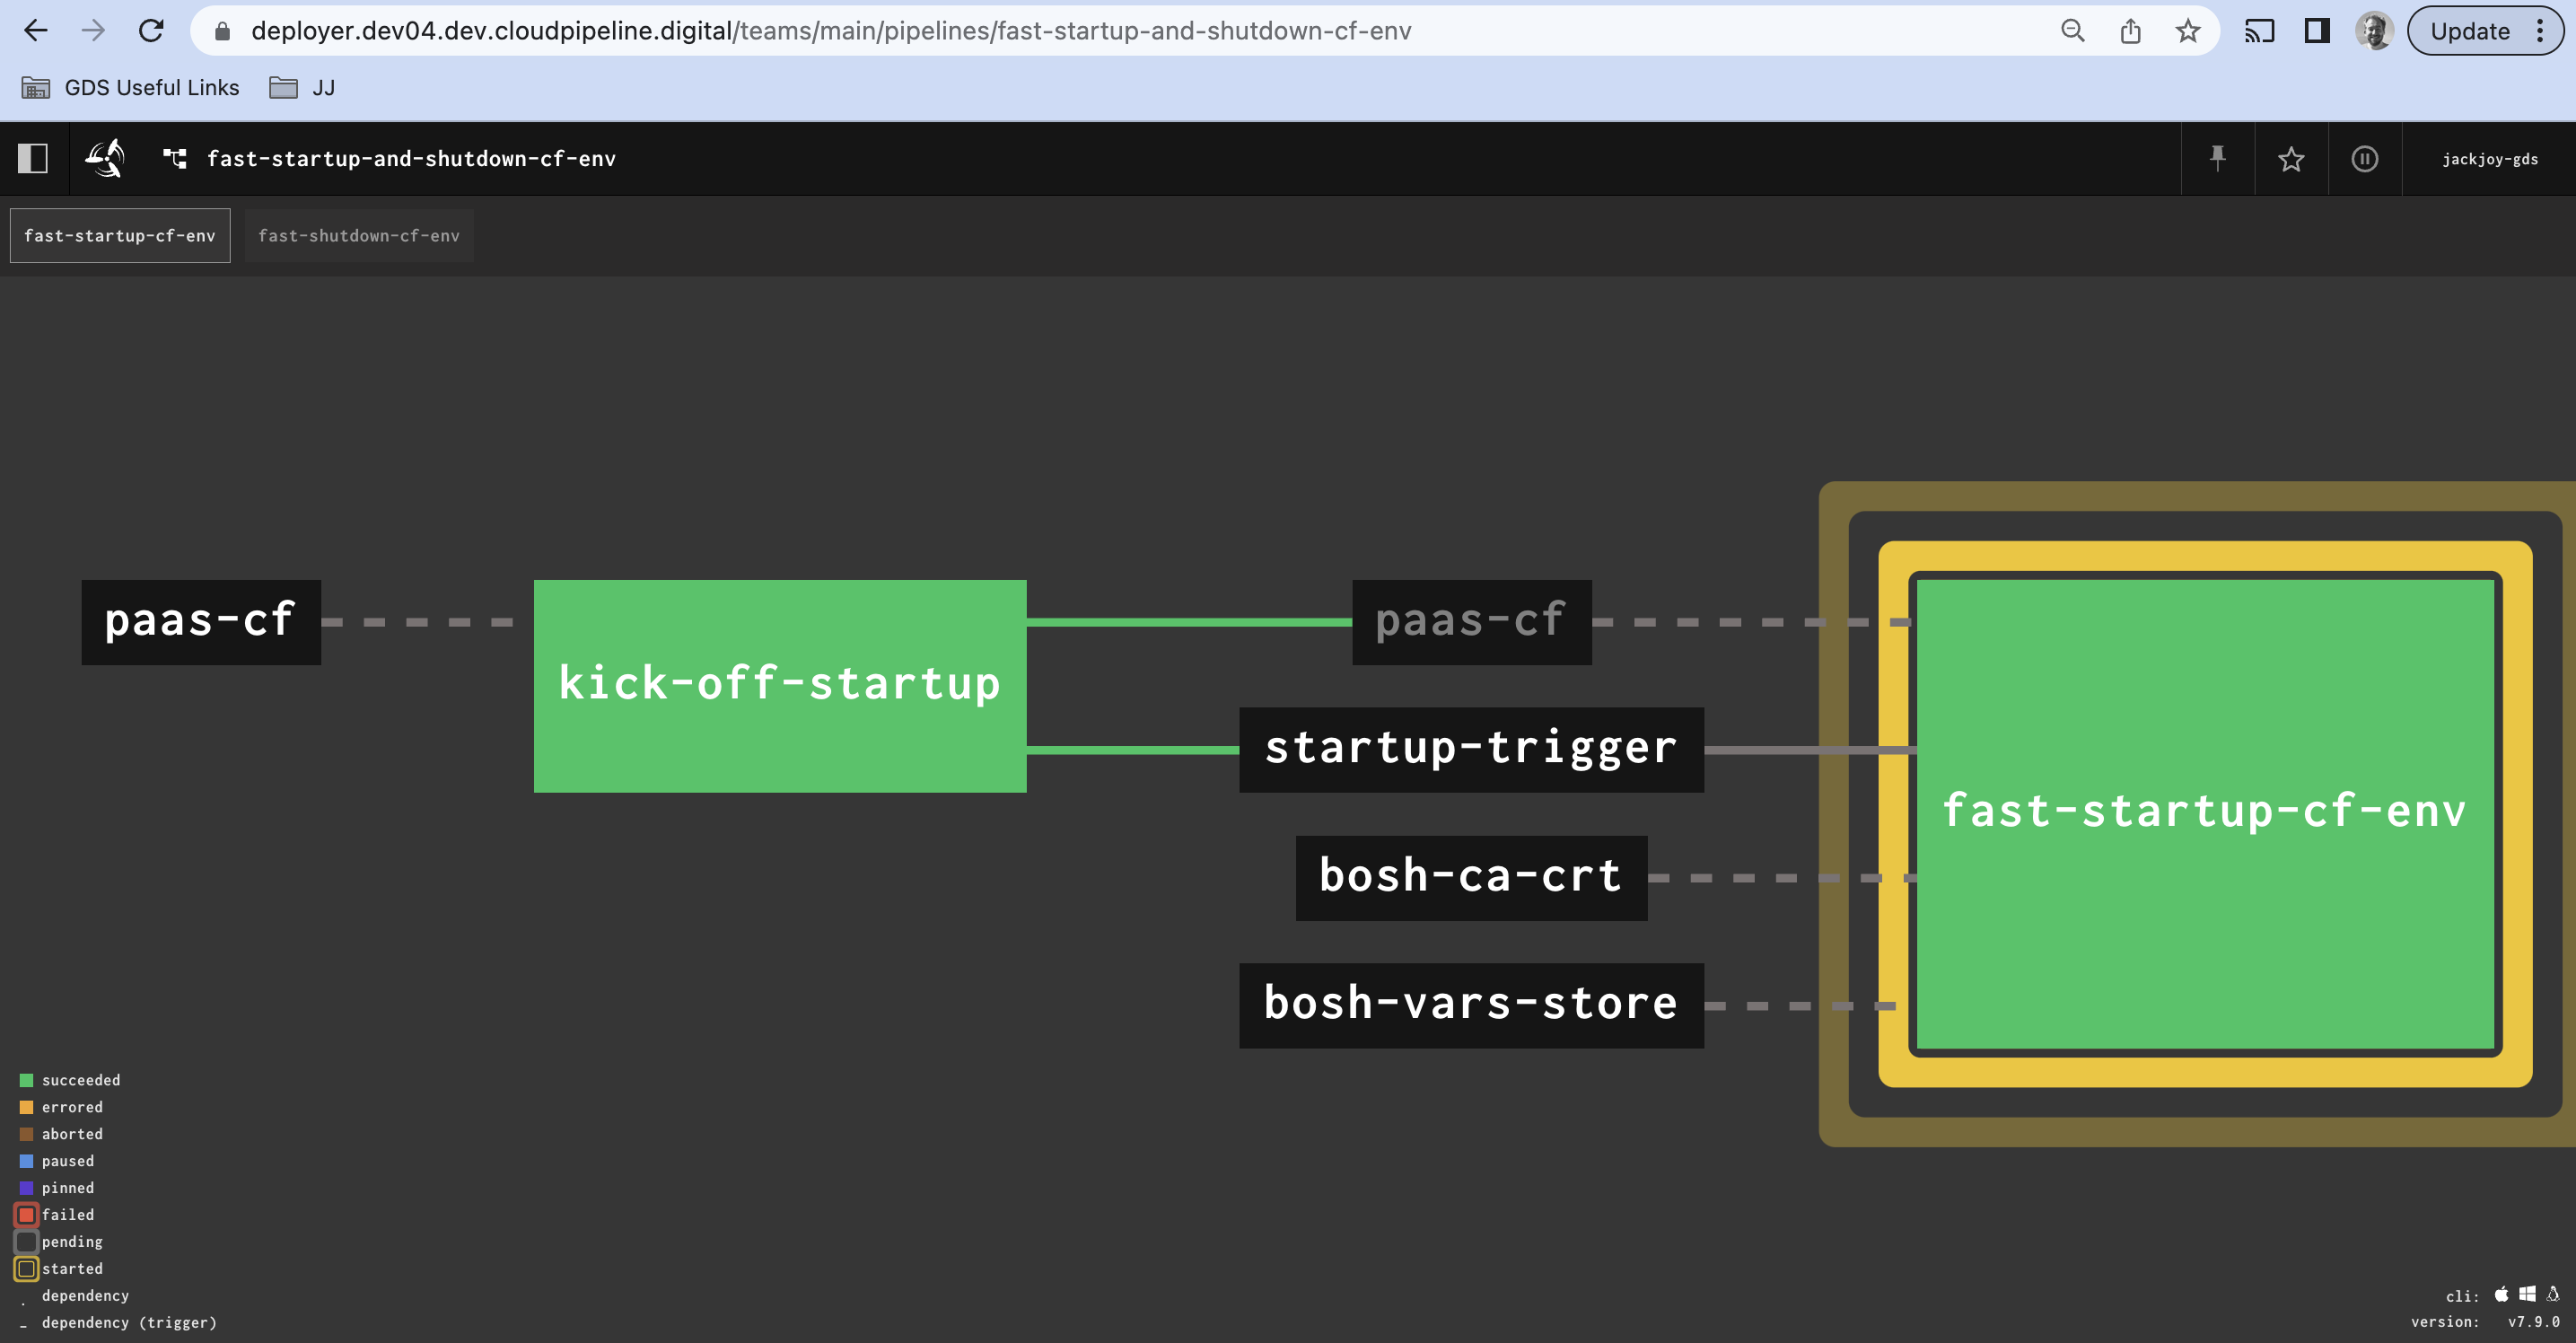 deployer.dev04.dev.cloudpipeline.digital/teams/main/pipelines/fast-startup-and-shutdown-cf-env
Update
GDS Useful Links
JJ
fast-startup-and-shutdown-cf-env
jackjoy-gds
fast-startup-cf-env
fast-shutdown-cf-env
paas-cf
kick-off-startup
paas-cf
startup-trigger
bosh-ca-crt
bosh-vars-store
fast-startup-cf-env
succeeded
errored
aborted
paused
pinned
failed
pending
started
dependency
dependency (trigger)
cli:
version: v7.9.0